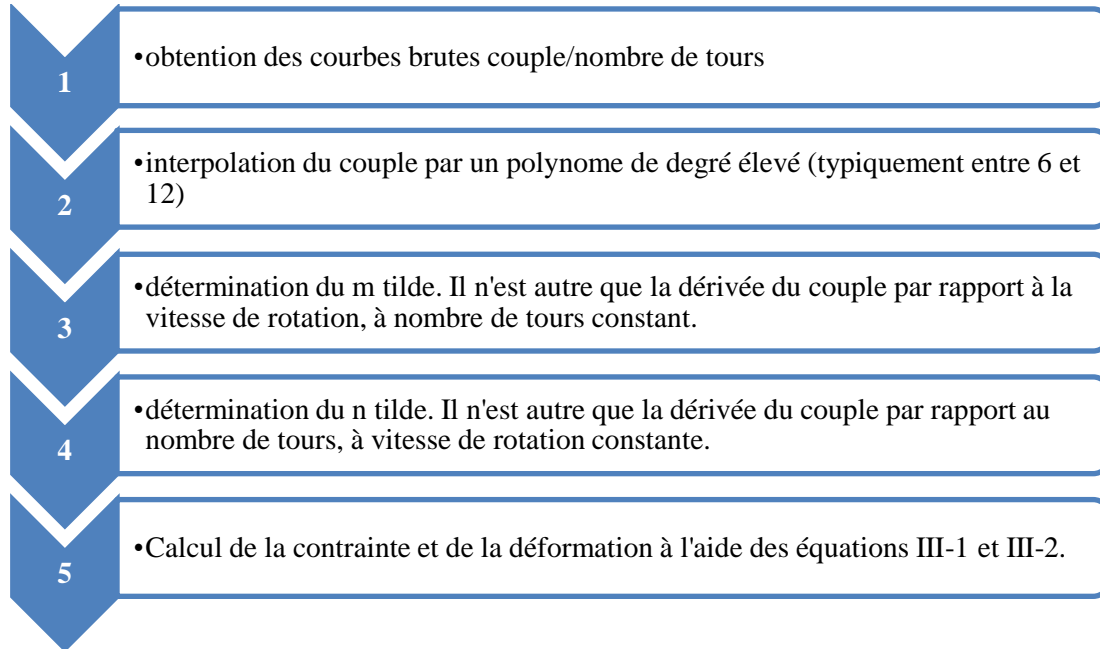 1
•obtention des courbes brutes couple/nombre de tours
2
•interpolation du couple par un polynome de degré élevé (typiquement entre 6 et
12)
3
•détermination du m tilde. Il n'est autre que la dérivée du couple par rapport à la
vitesse de rotation, à nombre de tours constant.
4
•détermination du n tilde. Il n'est autre que la dérivée du couple par rapport au
nombre de tours, à vitesse de rotation constante.
5
•Calcul de la contrainte et de la déformation à l'aide des équations III-1 et III-2.